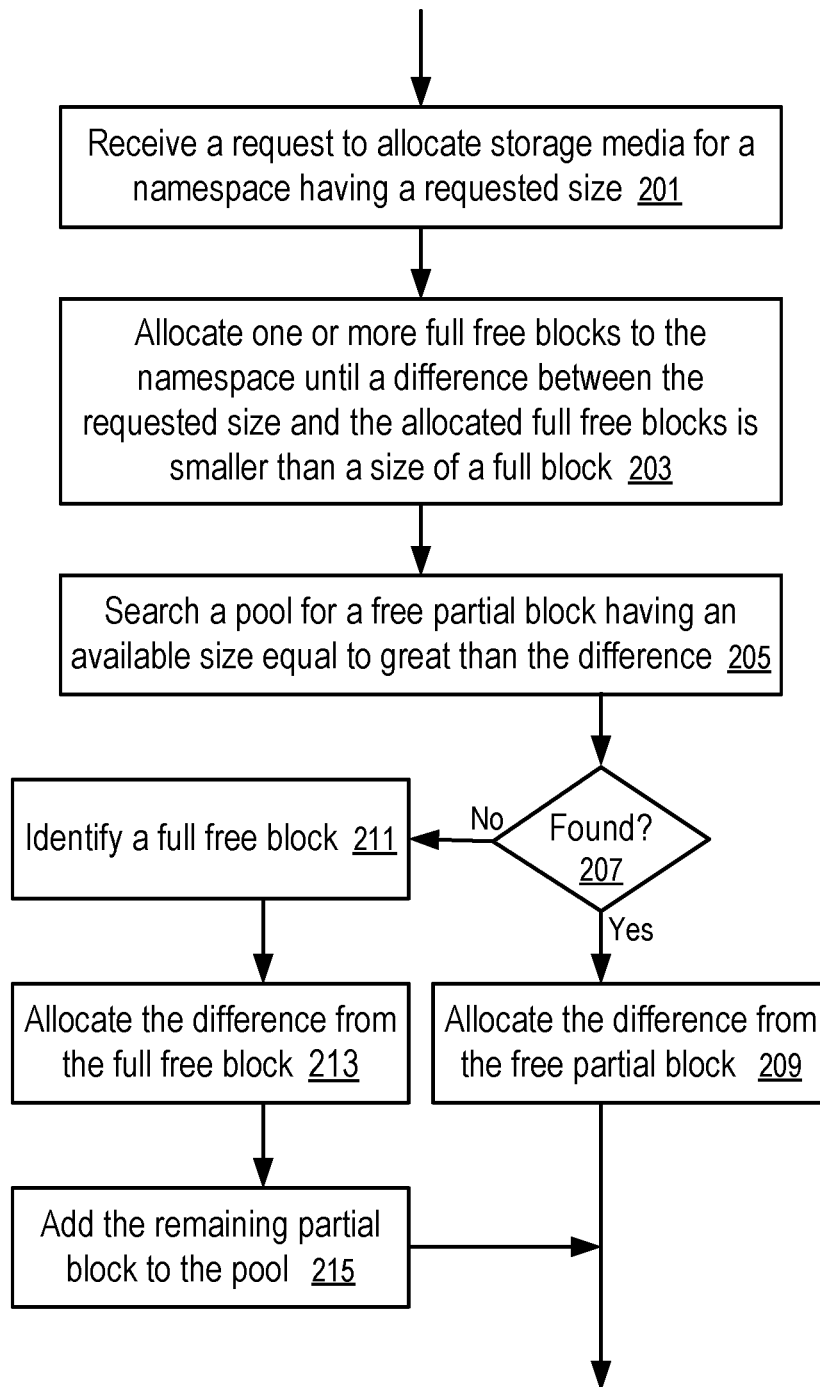 Receive a request to allocate storage media for a
namespace having a requested size 201
Allocate one or more full free blocks to the
namespace until a difference between the
requested size and the allocated full free blocks is
smaller than a size of a full block 203
Search a pool for a free partial block having an
available size equal to great than the difference 205
Found?
207
No
Yes
Identify a full free block 211
Allocate the difference from
the full free block 213
Allocate the difference from
the free partial block 209
Add the remaining partial
block to the pool 215